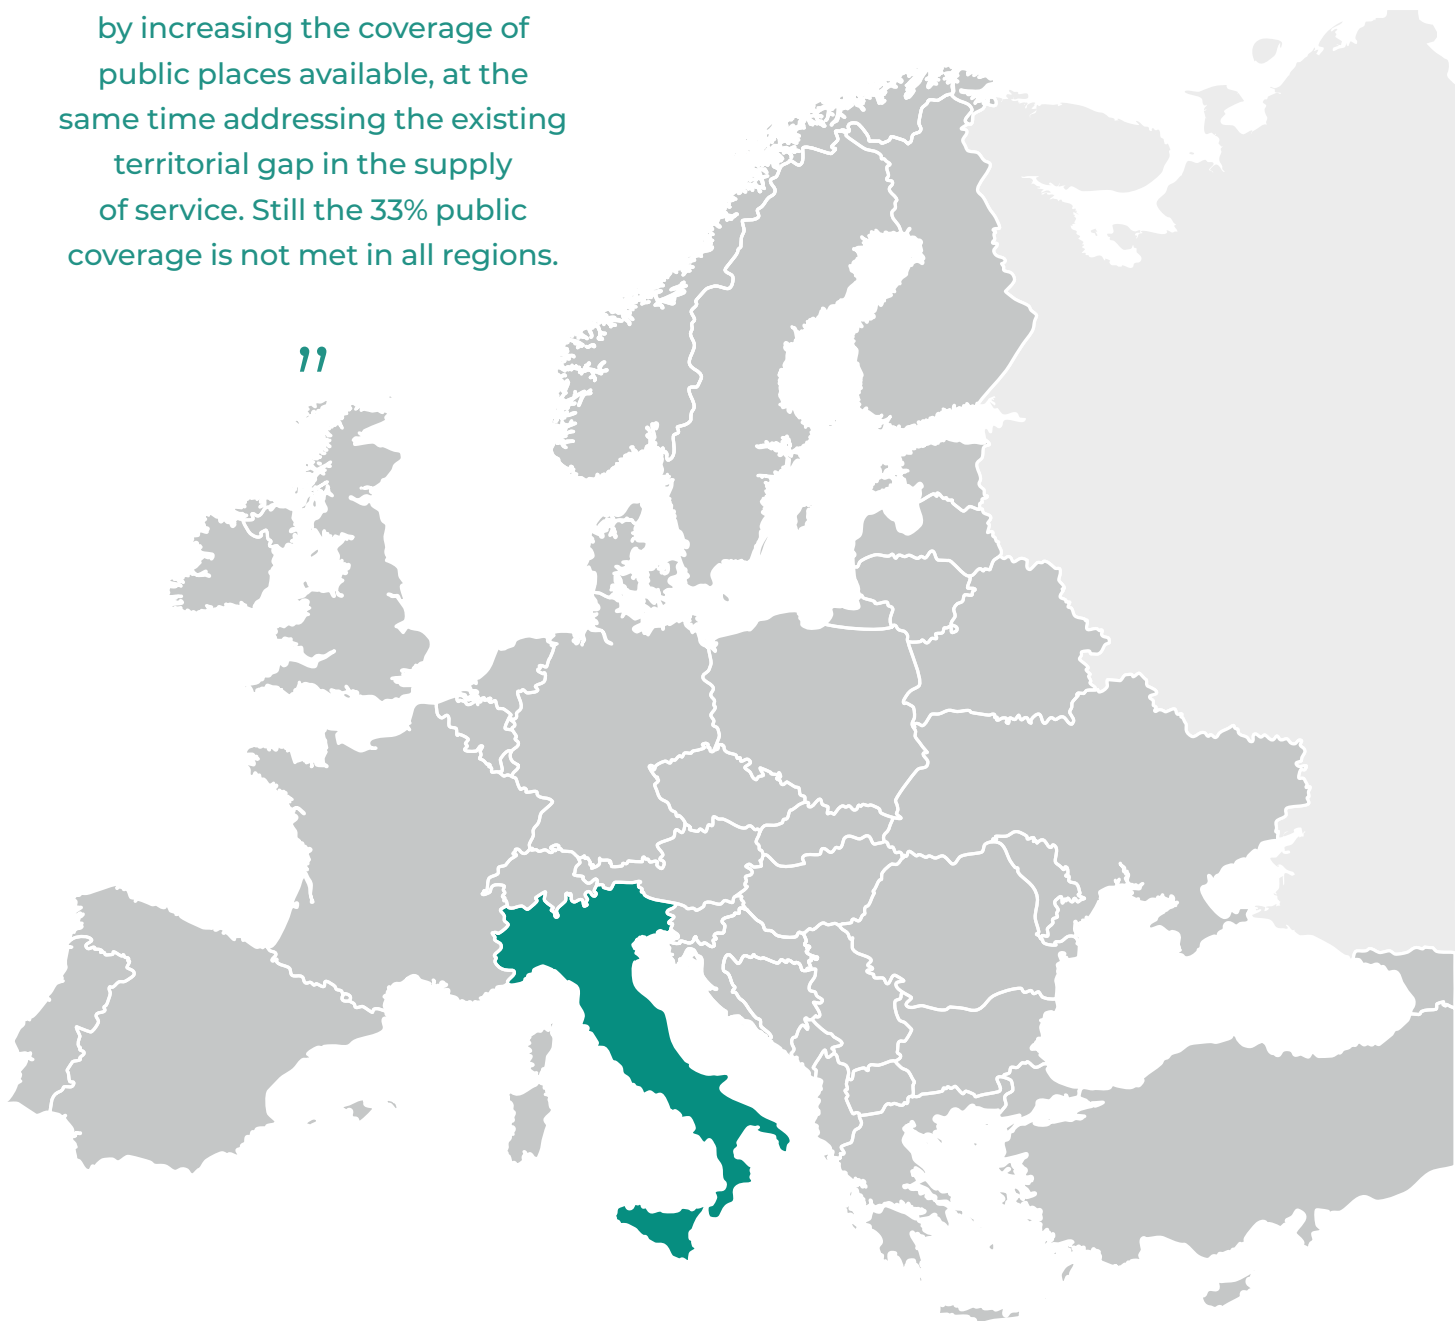 by increasing the coverage of
public places available, at the
same time addressing the existing
territorial gap in the supply
of service. Still the 33% public
coverage is not met in all regions.
”